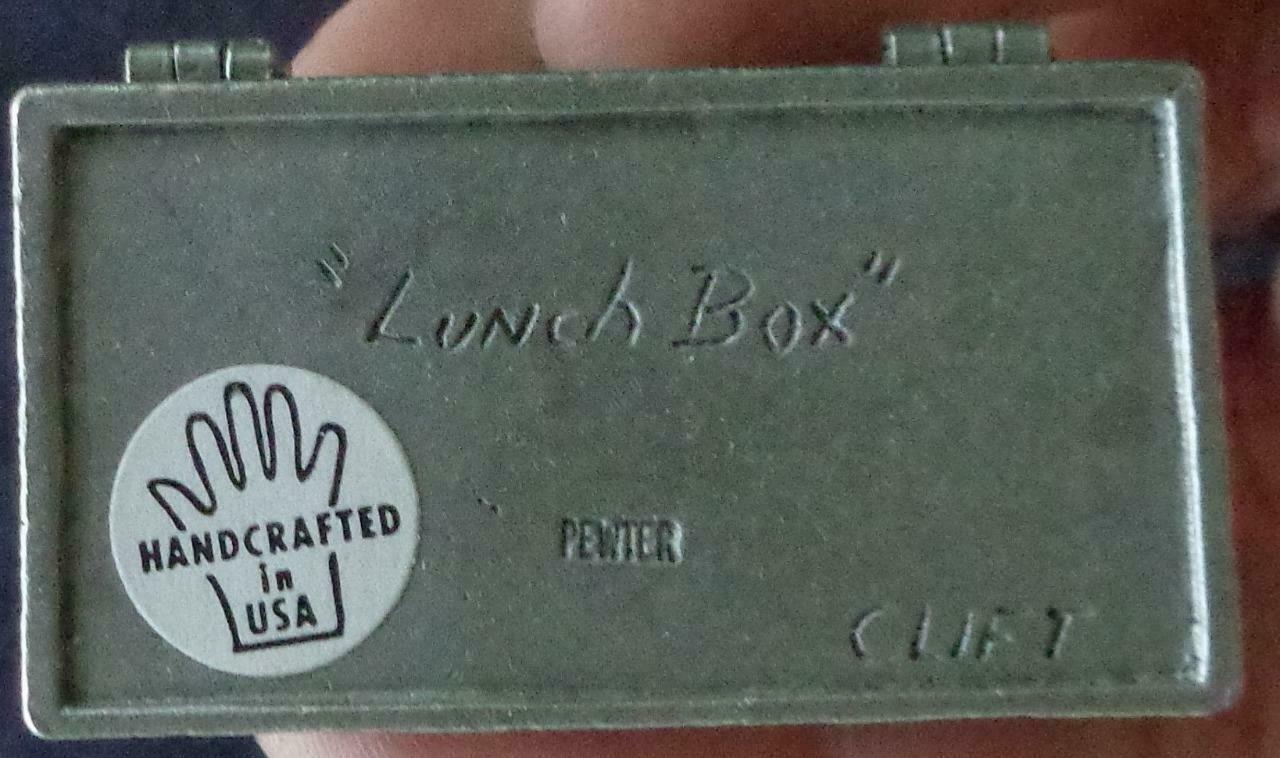 "Lunch Box"
HANDCRAFTED
in
USA
PEWTER
CLIFT